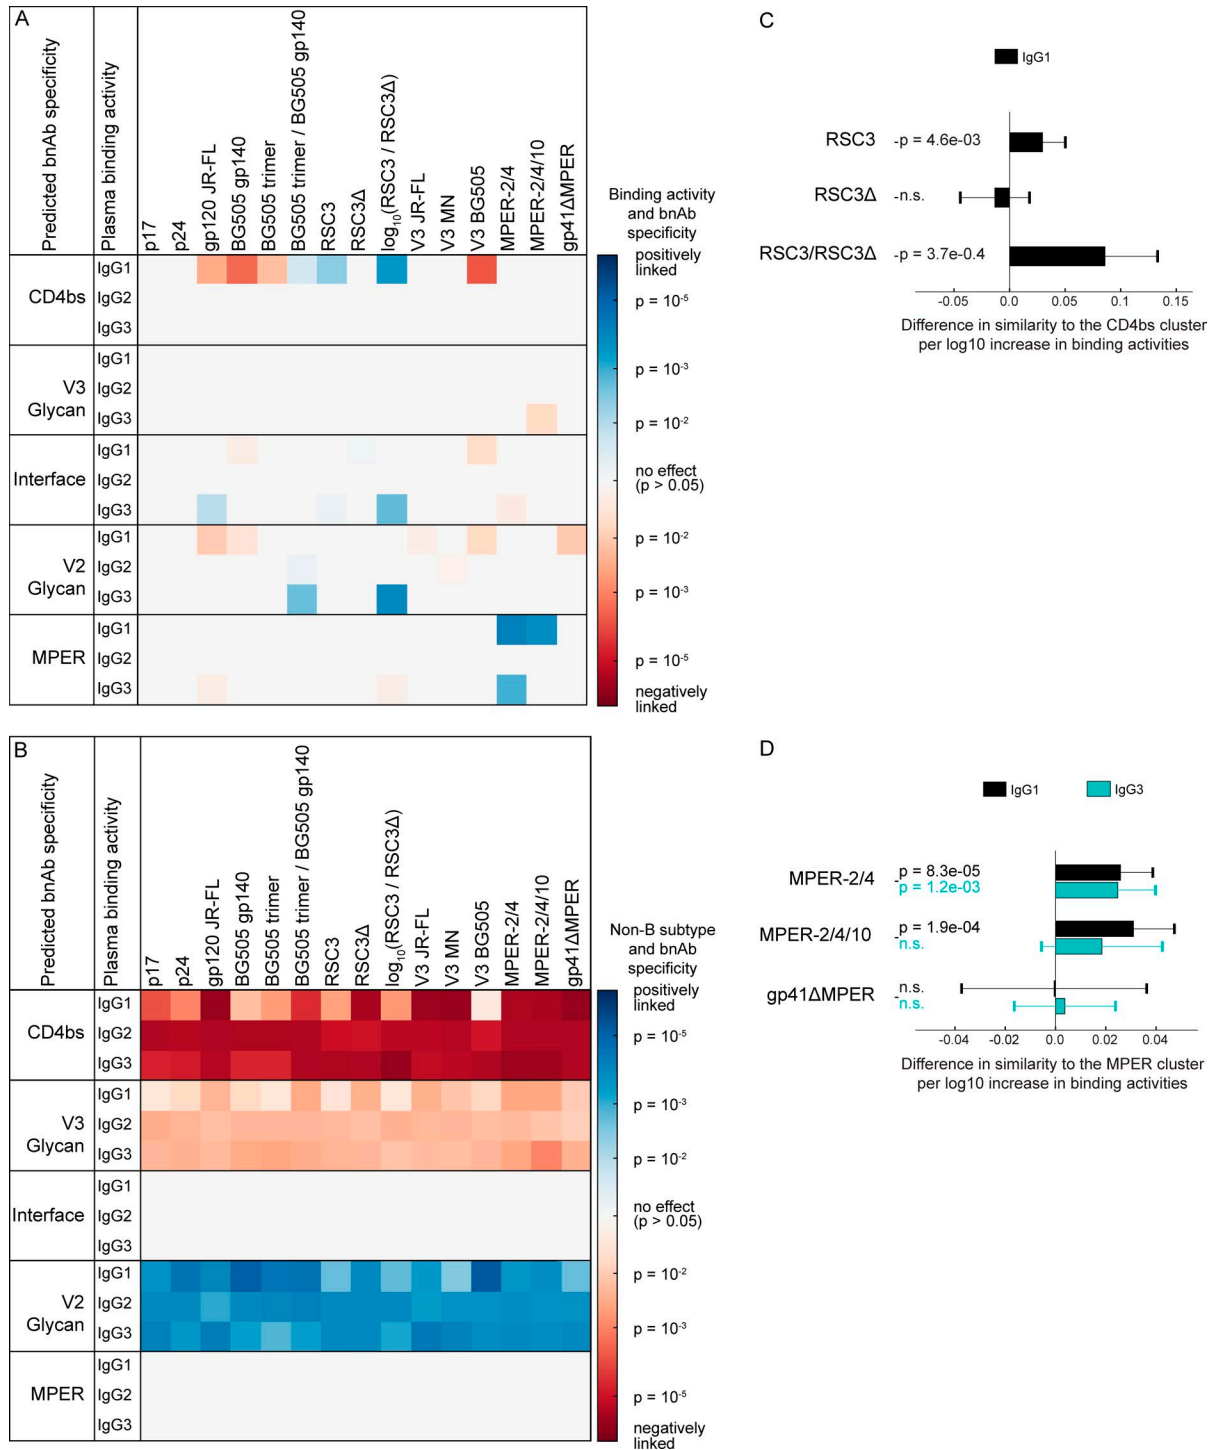 A
Predicted bnAb specificity
Plasma binding activity
p17
p24
gp120 JR-FL
BG505 gp140
BG505 trimer
BG505 trimer / BG505 gp140
RSC3
RSC3Δ
log10(RSC3 / RSC3Δ)
V3 JR-FL
V3 MN
V3 BG505
MPER-2/4
MPER-2/4/10
gp41ΔMPER
CD4bs
IgG1
IgG2
IgG3
V3
Glycan
IgG1
IgG2
IgG3
Interface
IgG1
IgG2
IgG3
V2
Glycan
IgG1
IgG2
IgG3
MPER
IgG1
IgG2
IgG3
Binding activity
and bnAb
specificity
positively
linked
p = 10-5
p = 10-3
p = 10-2
no effect
(p > 0.05)
p = 10-2
p = 10-3
p = 10-5
negatively
linked
B
Predicted bnAb specificity
Plasma binding activity
p17
p24
gp120 JR-FL
BG505 gp140
BG505 trimer
BG505 trimer / BG505 gp140
RSC3
RSC3Δ
log10(RSC3 / RSC3Δ)
V3 JR-FL
V3 MN
V3 BG505
MPER-2/4
MPER-2/4/10
gp41ΔMPER
CD4bs
IgG1
IgG2
IgG3
V3
Glycan
IgG1
IgG2
IgG3
Interface
IgG1
IgG2
IgG3
V2
Glycan
IgG1
IgG2
IgG3
MPER
IgG1
IgG2
IgG3
Non-B subtype
and bnAb
specificity
positively
linked
p = 10-5
p = 10-3
p = 10-2
no effect
(p > 0.05)
p = 10-2
p = 10-3
p = 10-5
negatively
linked
C
IgG1
RSC3
p = 4.6e-03
RSC3Δ
n.s.
RSC3/RSC3Δ
p = 3.7e-0.4
-0.05 0.0 0.05 0.1 0.15
Difference in similarity to the CD4bs cluster
per log10 increase in binding activities
D
IgG1 IgG3
MPER-2/4
p = 8.3e-05
p = 1.2e-03
MPER-2/4/10
p = 1.9e-04
n.s.
gp41ΔMPER
n.s.
n.s.
-0.04 -0.02 0.0 0.02 0.04
Difference in similarity to the MPER cluster
per log10 increase in binding activities